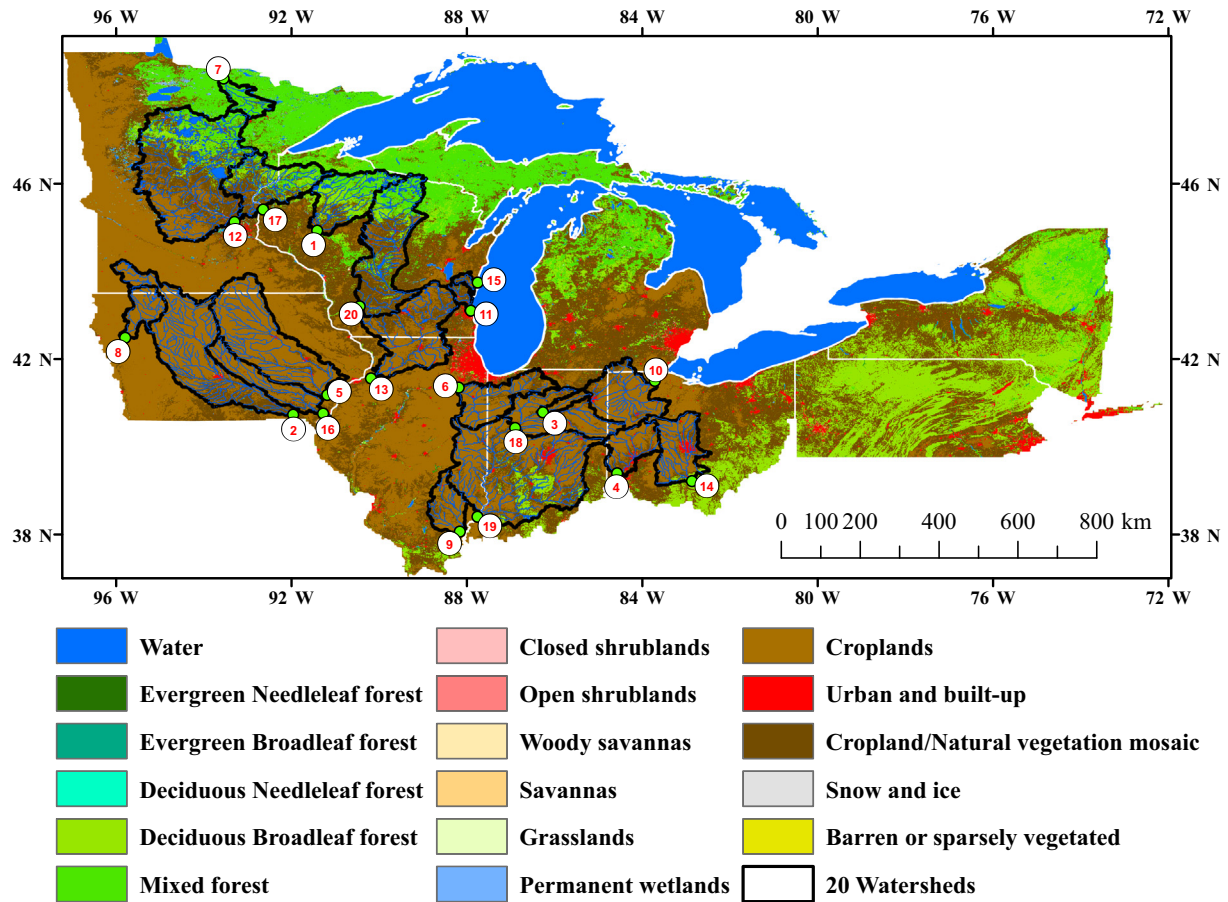 96 W 92 W 88 W 84 W 80 W 76 W 72 W
7
46 N 46 N
17
12 1
15
20 11
42 N 42 N
8 10
6
5 13
2 16 3
18
4 14
19
9
38 N 38 N
0 100 200 400 600 800 km
96 W 92 W 88 W 84 W 80 W 76 W 72 W
Water Closed shrublands Croplands
Evergreen Needleleaf forest Open shrublands Urban and built-up
Evergreen Broadleaf forest Woody savannas Cropland/Natural vegetation mosaic
Deciduous Needleleaf forest Savannas Snow and ice
Deciduous Broadleaf forest Grasslands Barren or sparsely vegetated
Mixed forest Permanent wetlands 20 Watersheds